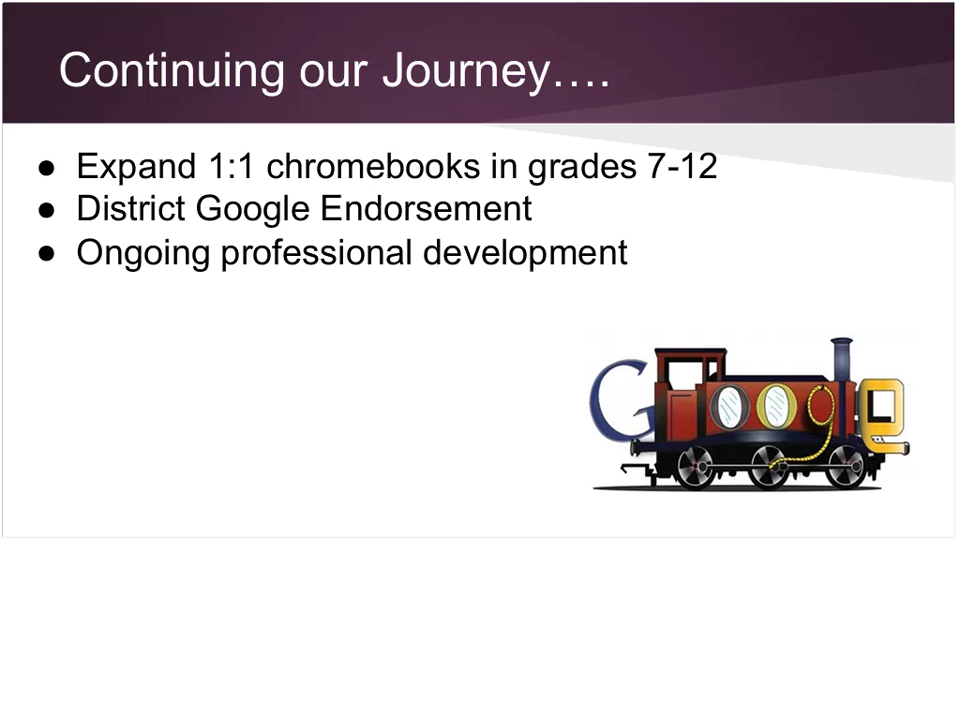 Continuing our Journey….
● Expand 1:1 chromebooks in grades 7-12
● District Google Endorsement
● Ongoing professional development
Google